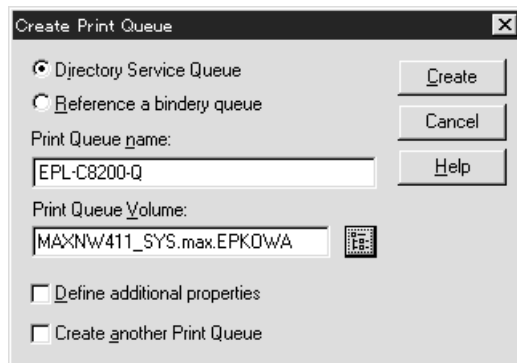 Create Print Queue
Directory Service Queue
Create
Reference a bindery queue
Cancel
Print Queue name:
Help
EPL-C8200-Q
Print Queue Volume:
MAXNW411_SYS.max.EPKOWA
Define additional properties
Create another Print Queue